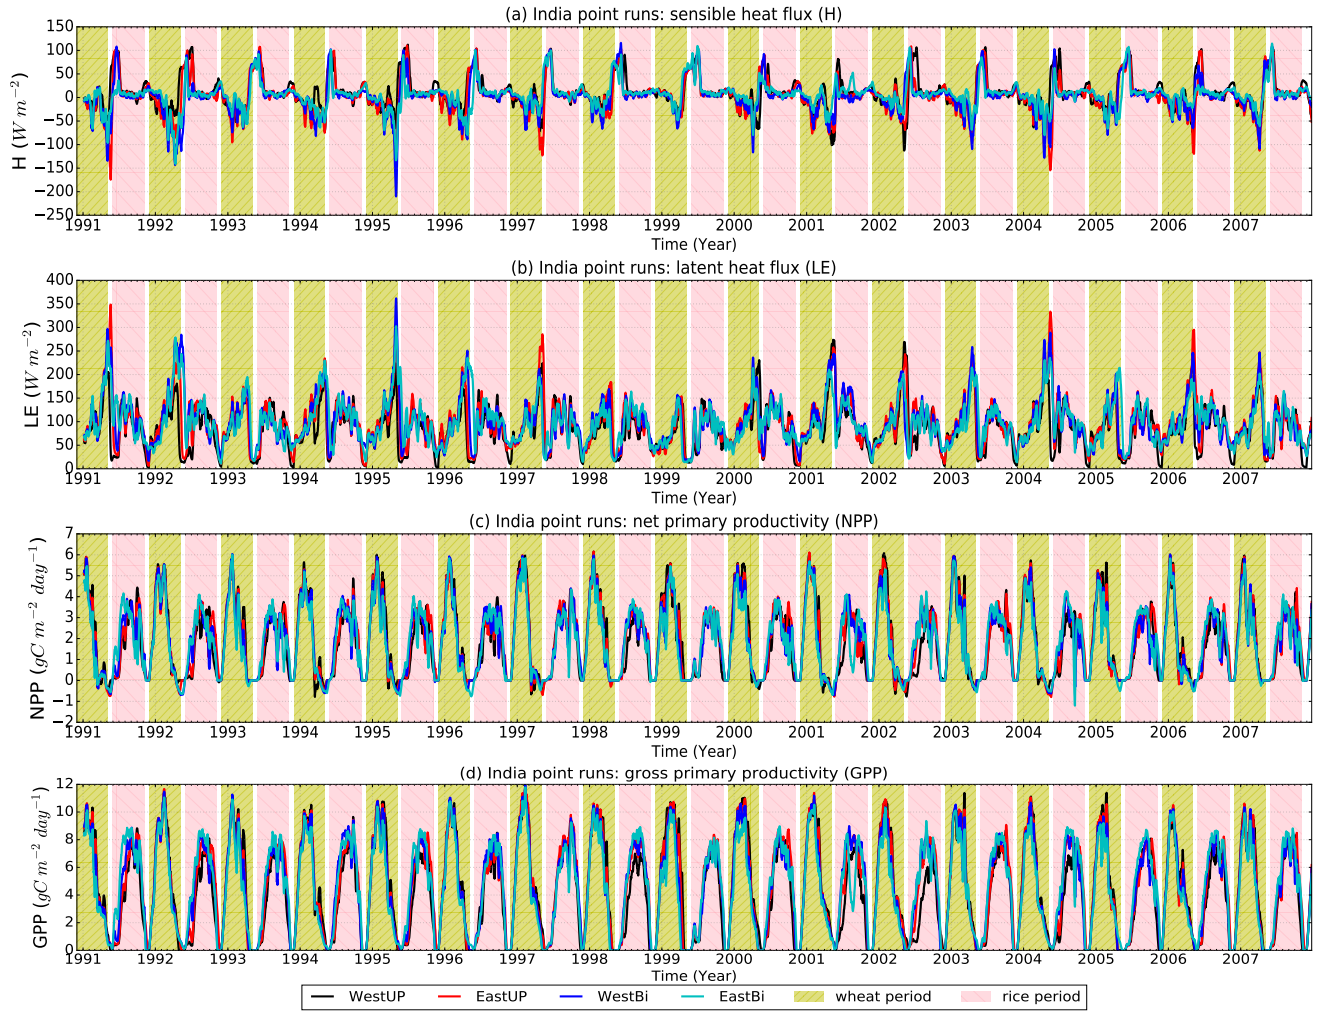 (a) India point runs: sensible heat flux (H)
H (W m⁻²)
150
100
50
0
−50
−100
−150
−200
−250
1991 1992 1993 1994 1995 1996 1997 1998 1999 2000 2001 2002 2003 2004 2005 2006 2007
Time (Year)
(b) India point runs: latent heat flux (LE)
LE (W m⁻²)
400
350
300
250
200
150
100
50
0
1991 1992 1993 1994 1995 1996 1997 1998 1999 2000 2001 2002 2003 2004 2005 2006 2007
Time (Year)
(c) India point runs: net primary productivity (NPP)
NPP (gC m⁻² day⁻¹)
7
6
5
4
3
2
1
0
−1
−2
1991 1992 1993 1994 1995 1996 1997 1998 1999 2000 2001 2002 2003 2004 2005 2006 2007
Time (Year)
(d) India point runs: gross primary productivity (GPP)
GPP (gC m⁻² day⁻¹)
12
10
8
6
4
2
0
1991 1992 1993 1994 1995 1996 1997 1998 1999 2000 2001 2002 2003 2004 2005 2006 2007
Time (Year)
WestUP EastUP WestBi EastBi wheat period rice period